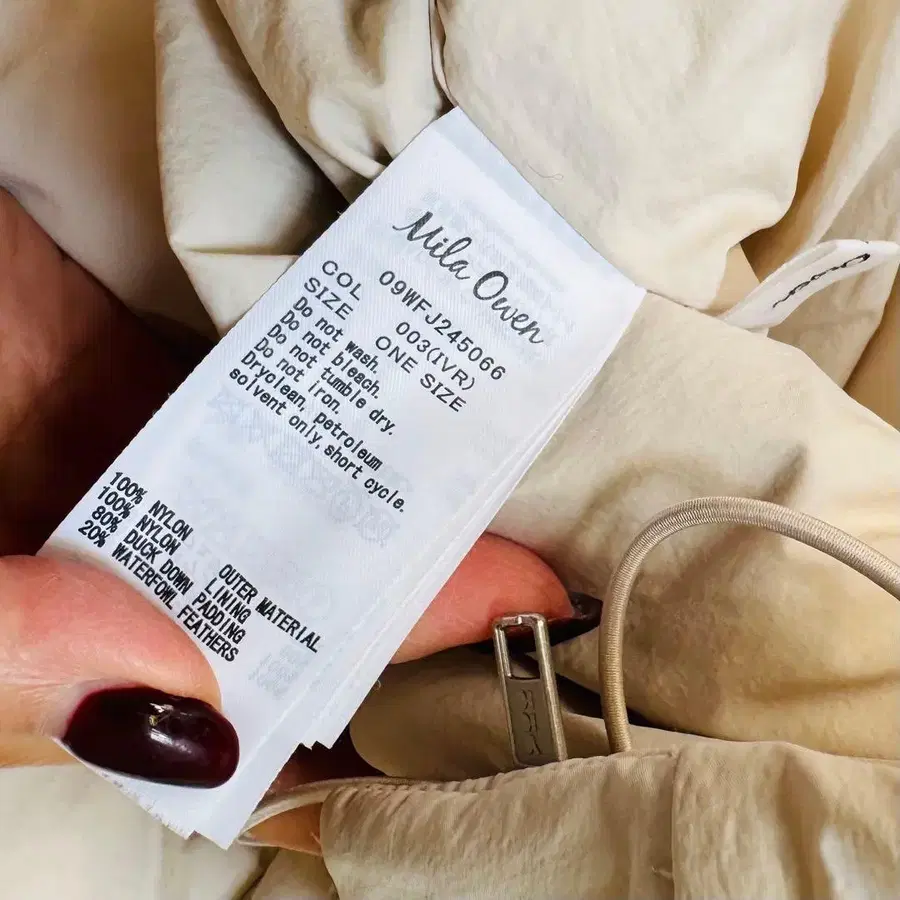 Mila Owen
09WFJ245066
COL 003(IVR)
SIZE ONE SIZE
Do not wash.
Do not bleach.
Do not tumble dry.
Do not iron.
Dryclean, petroleum
solvent only, short cycle.
100% NYLON OUTER MATERIAL
100% NYLON LINING
80% DUCK DOWN PADDING
20% WATERFOWL FEATHERS
YKK